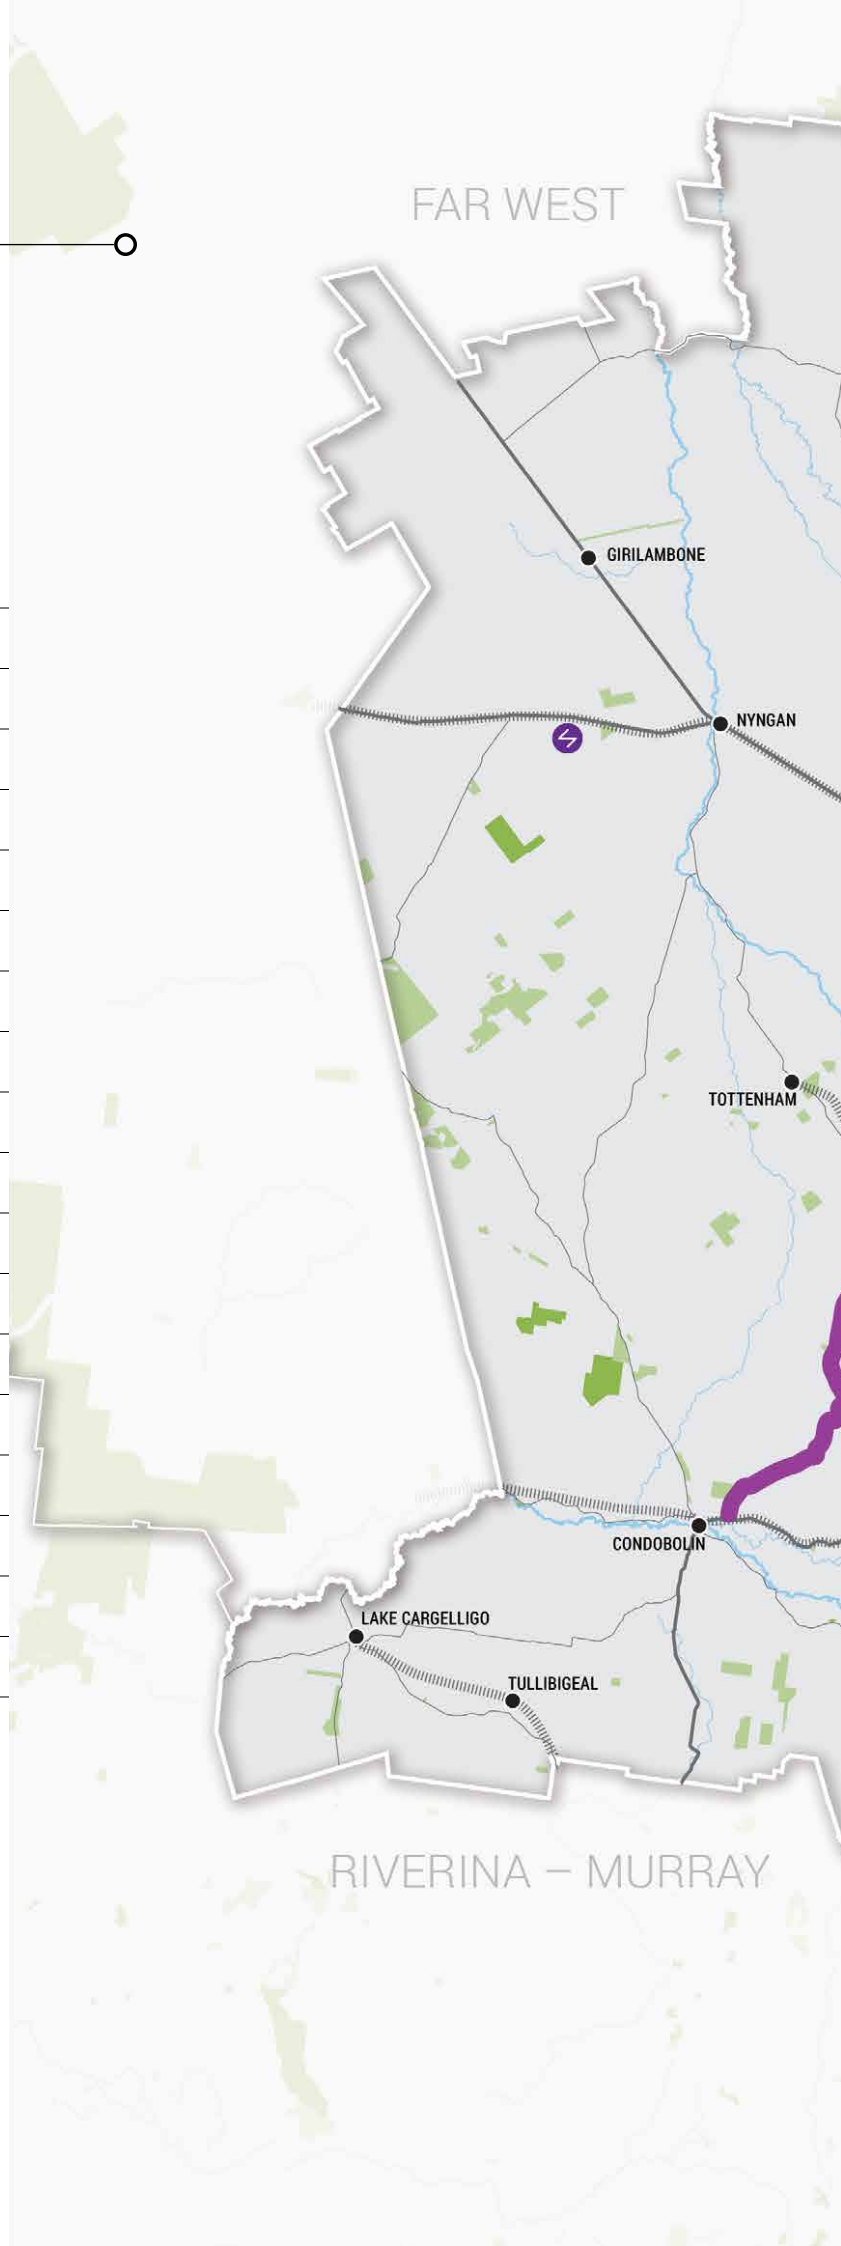 FAR WEST
GIRILAMBONE
NYNGAN
TOTTENHAM
CONDOBOLIN
LAKE CARGELLIGO
TULLIBIGEAL
RIVERINA – MURRAY